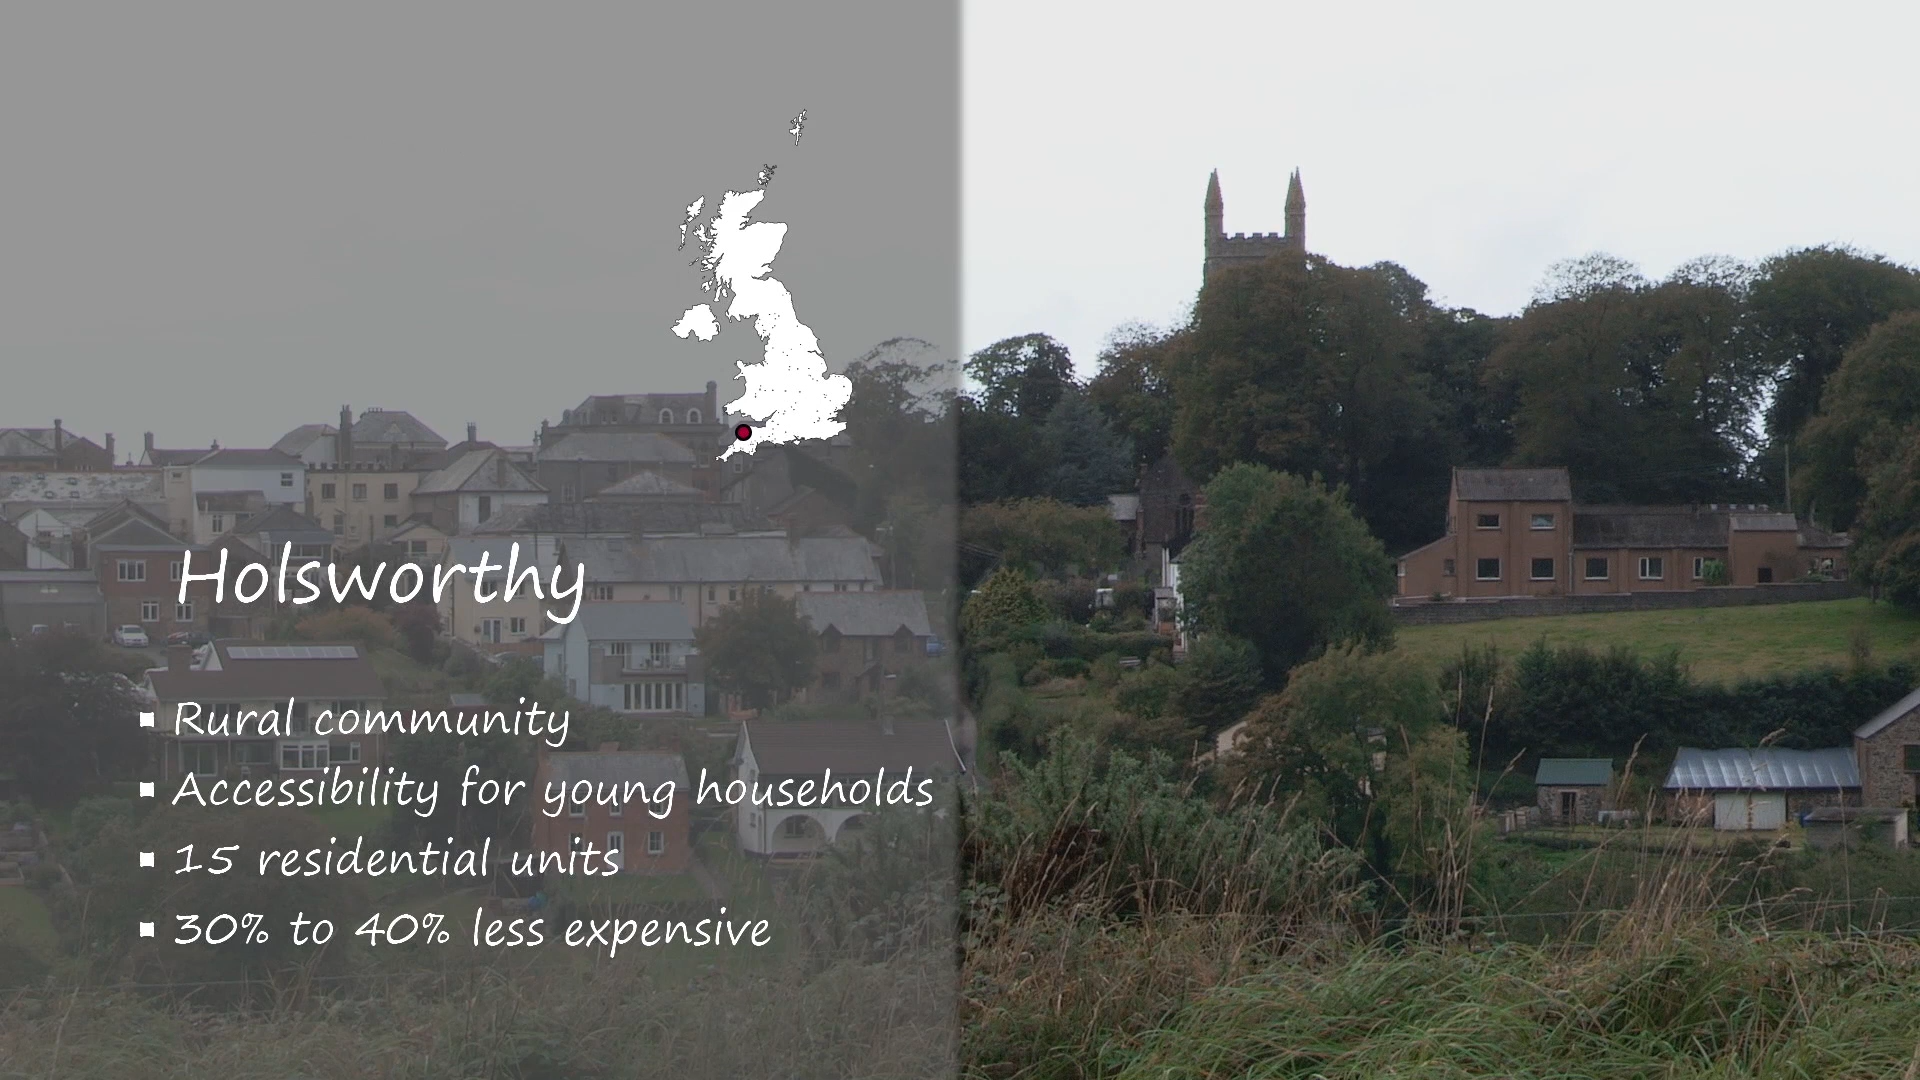 Holsworthy
▪ Rural community
▪ Accessibility for young households
▪ 15 residential units
▪ 30% to 40% less expensive